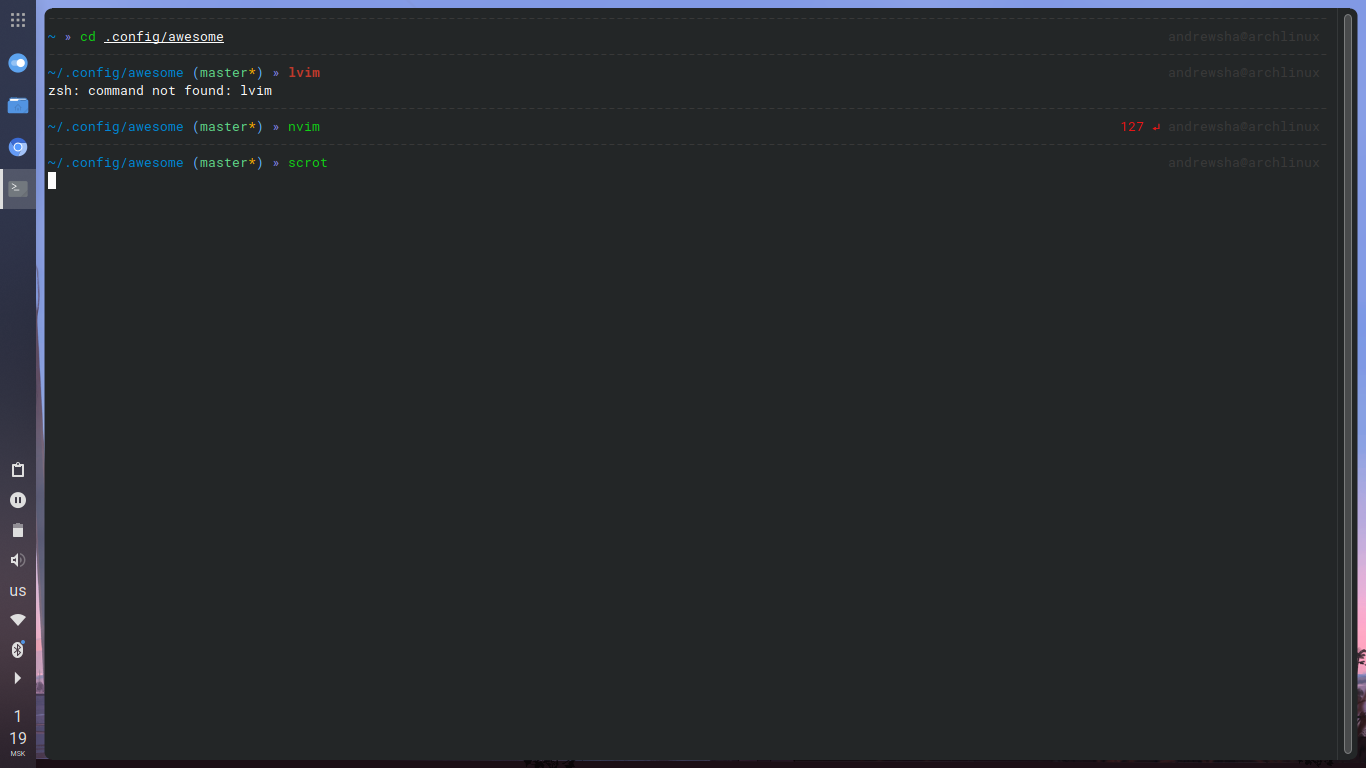 ~ » cd .config/awesome andrewsha@archlinux
~/.config/awesome (master*) » lvim andrewsha@archlinux
zsh: command not found: lvim
~/.config/awesome (master*) » nvim 127 ↵ andrewsha@archlinux
~/.config/awesome (master*) » scrot andrewsha@archlinux
us
1
19
MSK